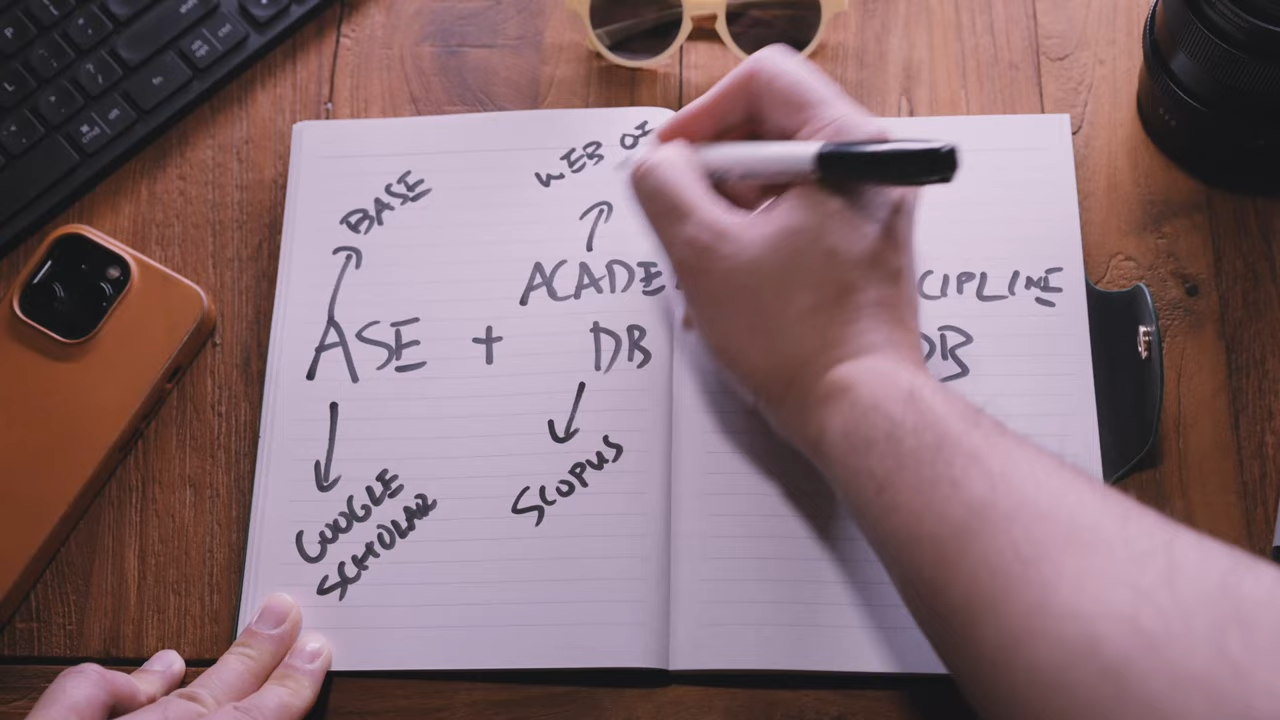 BASE
WEB OF
ACADE
CIPLINE
ASE + DB
DB
SCOPUS
GOOGLE
SCHOLAR